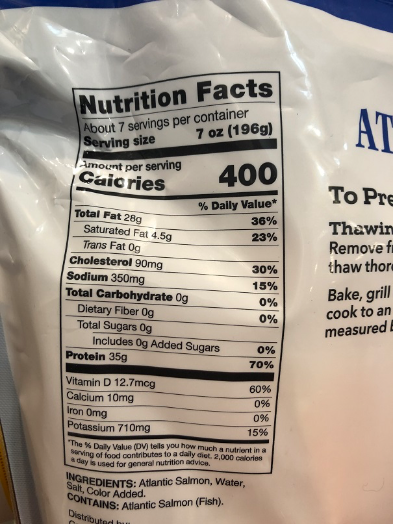 Nutrition Facts
About 7 servings per container
Serving size 7 oz (196g)
Amount per serving
Calories 400
% Daily Value*
Total Fat 28g 36%
Saturated Fat 4.5g 23%
Trans Fat 0g
Cholesterol 90mg 30%
Sodium 350mg 15%
Total Carbohydrate 0g 0%
Dietary Fiber 0g 0%
Total Sugars 0g
Includes 0g Added Sugars 0%
Protein 35g 70%
Vitamin D 12.7mcg 60%
Calcium 10mg 0%
Iron 0mg 0%
Potassium 710mg 15%
*The % Daily Value (DV) tells you how much a nutrient in a
serving of food contributes to a daily diet. 2,000 calories
a day is used for general nutrition advice.
INGREDIENTS: Atlantic Salmon, Water,
Salt, Color Added.
CONTAINS: Atlantic Salmon (Fish).
Distributed
AT
To Pre
Thawin
Remove f
thaw thor
Bake, grill
cook to an
measured